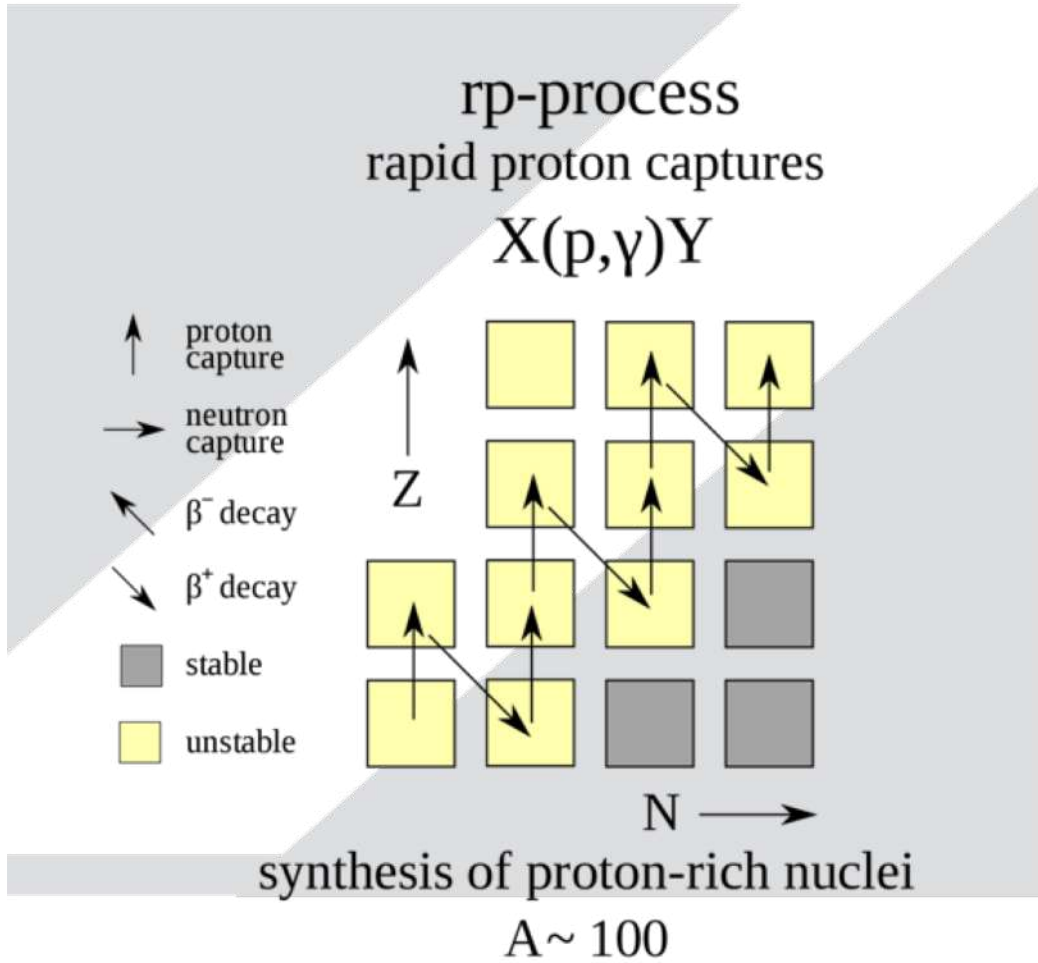 rp-process
rapid proton captures
X(p,γ)Y
proton
capture
neutron
capture
β⁻ decay
β⁺ decay
stable
unstable
Z
N
synthesis of proton-rich nuclei
A ~ 100